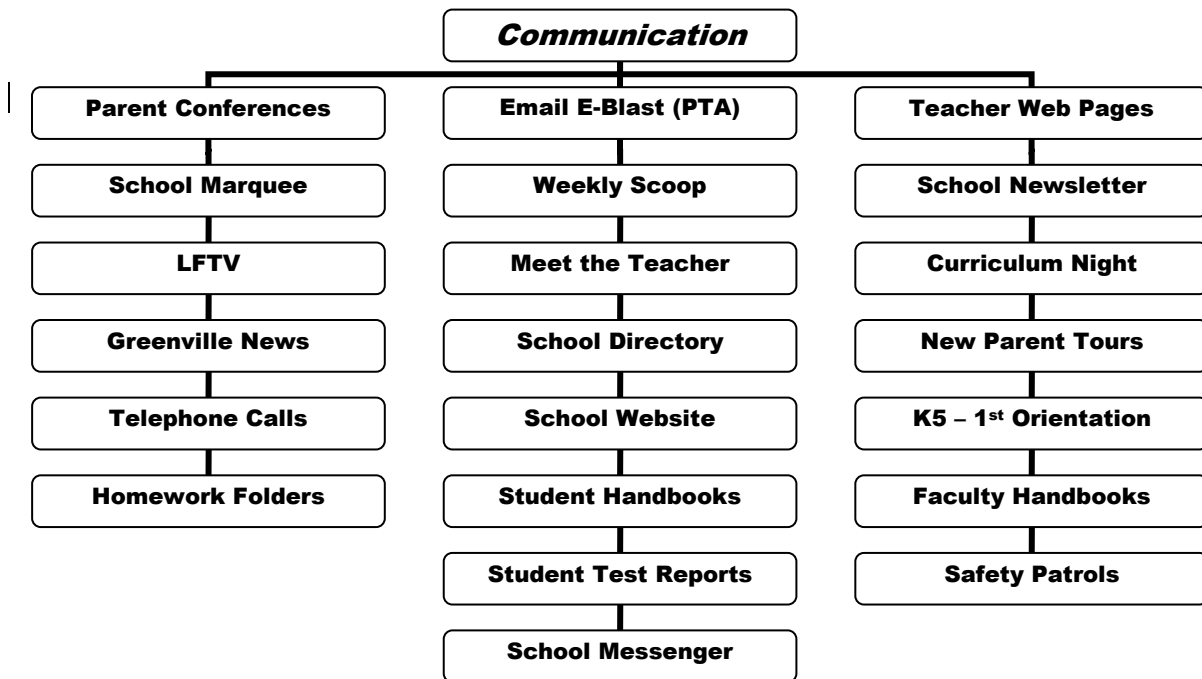 Communication
Parent Conferences
School Marquee
LFTV
Greenville News
Telephone Calls
Homework Folders
Email E-Blast (PTA)
Weekly Scoop
Meet the Teacher
School Directory
School Website
Student Handbooks
Student Test Reports
School Messenger
Teacher Web Pages
School Newsletter
Curriculum Night
New Parent Tours
K5 – 1st Orientation
Faculty Handbooks
Safety Patrols